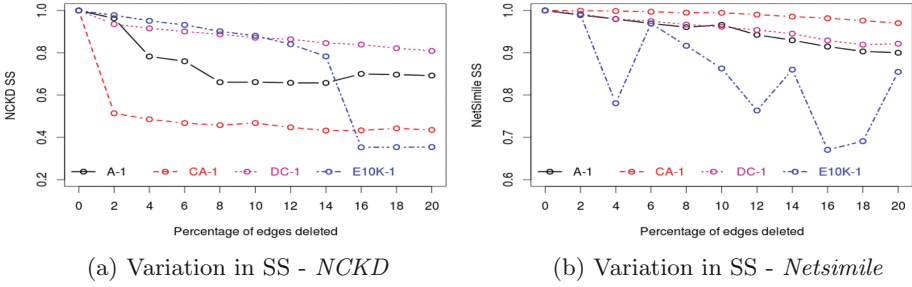 NCKD SS
1.0
0.8
0.6
0.4
0.2
A-1 CA-1 DC-1 E10K-1
0 2 4 6 8 10 12 14 16 18 20
Percentage of edges deleted
(a) Variation in SS - NCKD
NetSimile SS
1.0
0.9
0.8
0.7
0.6
A-1 CA-1 DC-1 E10K-1
0 2 4 6 8 10 12 14 16 18 20
Percentage of edges deleted
(b) Variation in SS - Netsimile